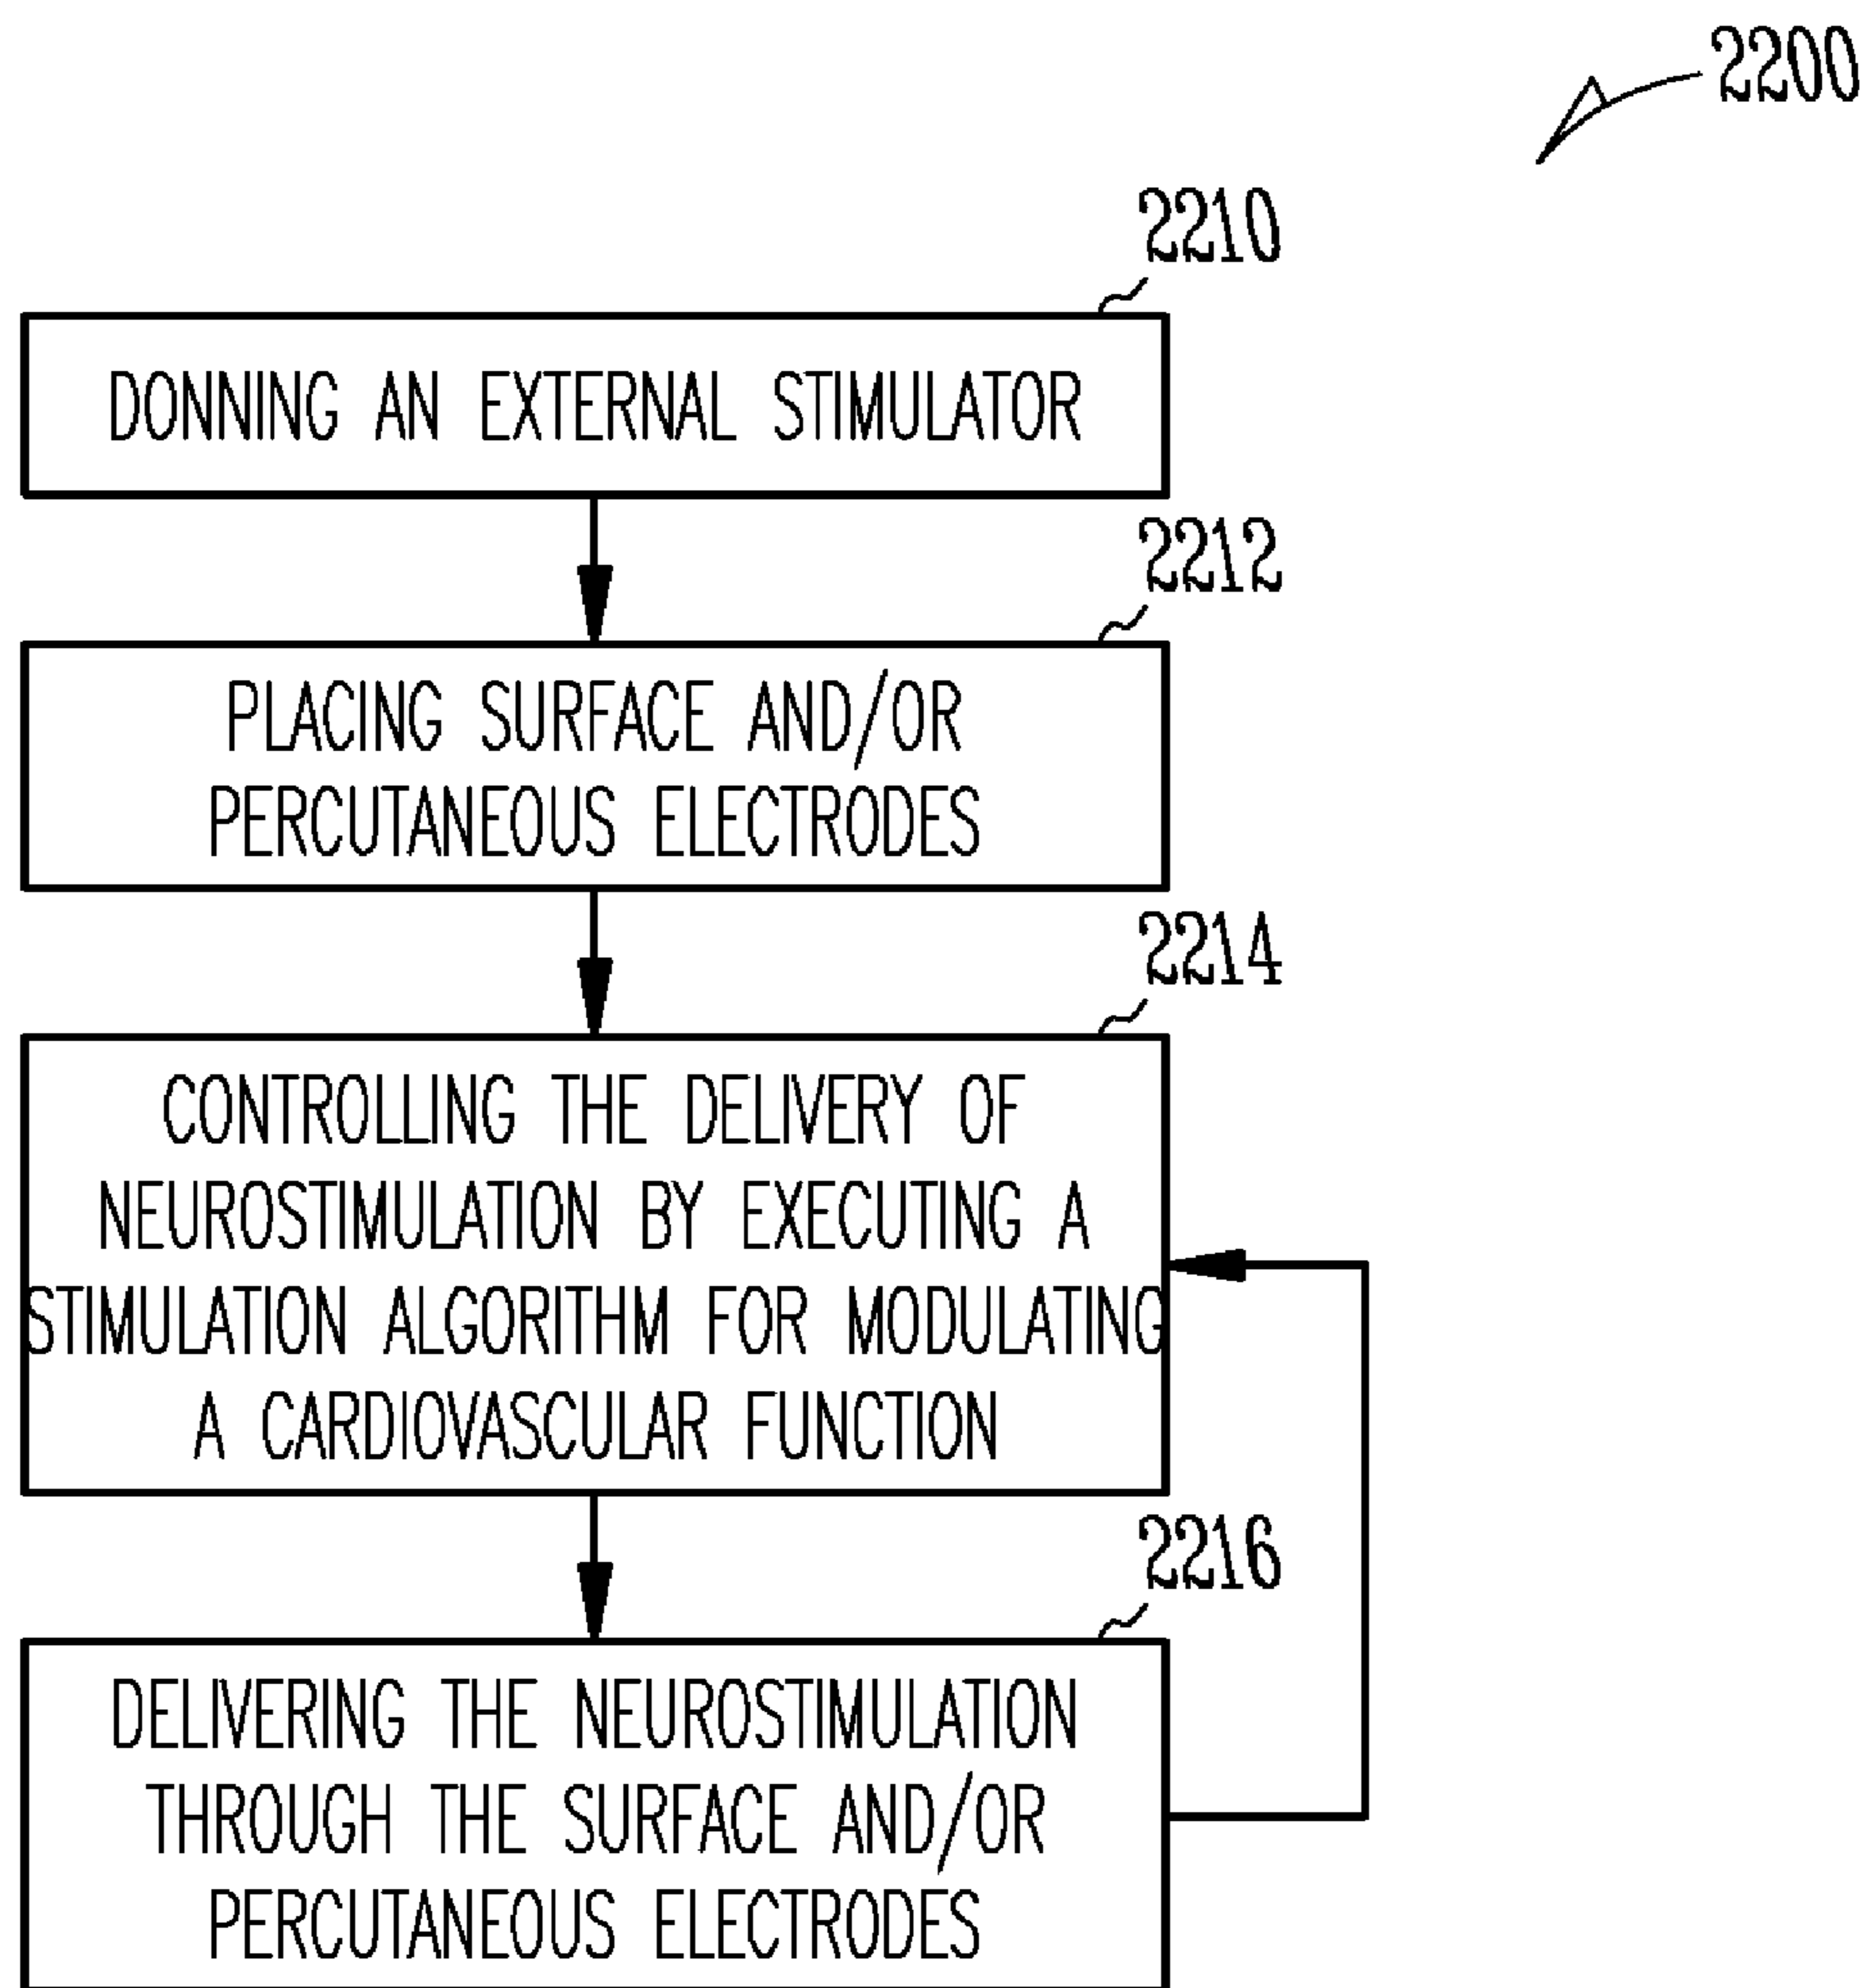 2200
2210
DONNING AN EXTERNAL STIMULATOR
2212
PLACING SURFACE AND/OR
PERCUTANEOUS ELECTRODES
2214
CONTROLLING THE DELIVERY OF
NEUROSTIMULATION BY EXECUTING A
STIMULATION ALGORITHM FOR MODULATING
A CARDIOVASCULAR FUNCTION
2216
DELIVERING THE NEUROSTIMULATION
THROUGH THE SURFACE AND/OR
PERCUTANEOUS ELECTRODES